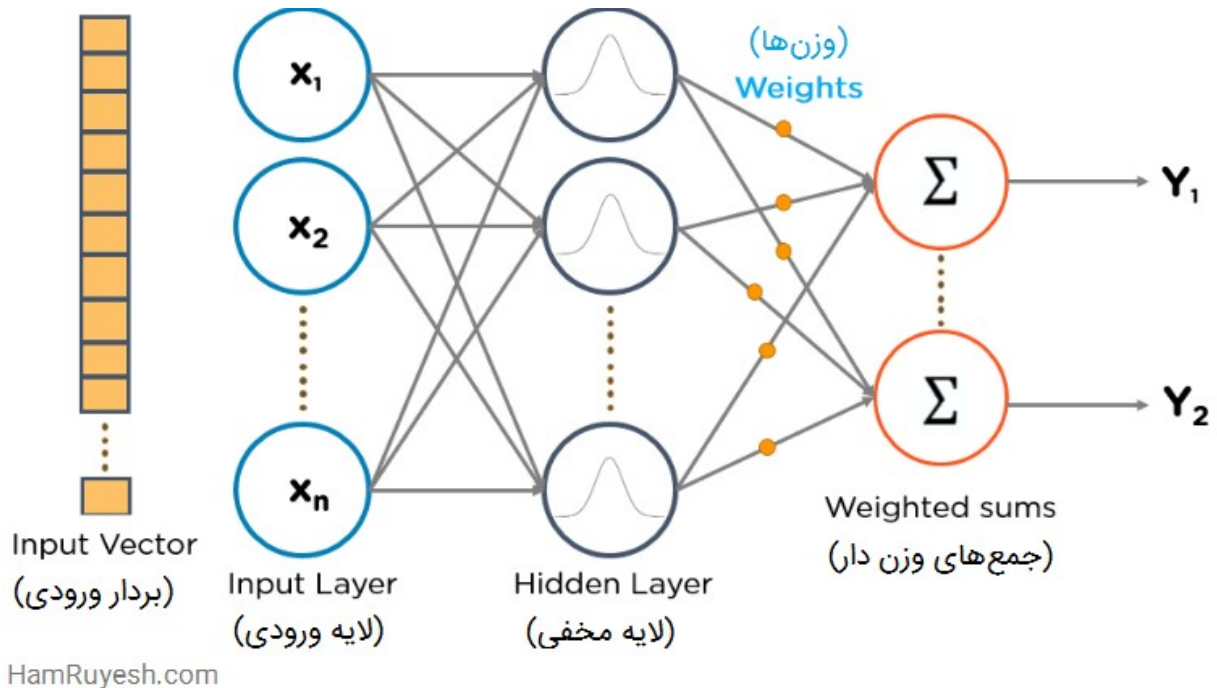 (وزن‌ها)
Weights
x₁
x₂
xₙ
Σ
Σ
Y₁
Y₂
Input Vector
(بردار ورودی)
Input Layer
(لایه ورودی)
Hidden Layer
(لایه مخفی)
Weighted sums
(جمع‌های وزن دار)
HamRuyesh.com